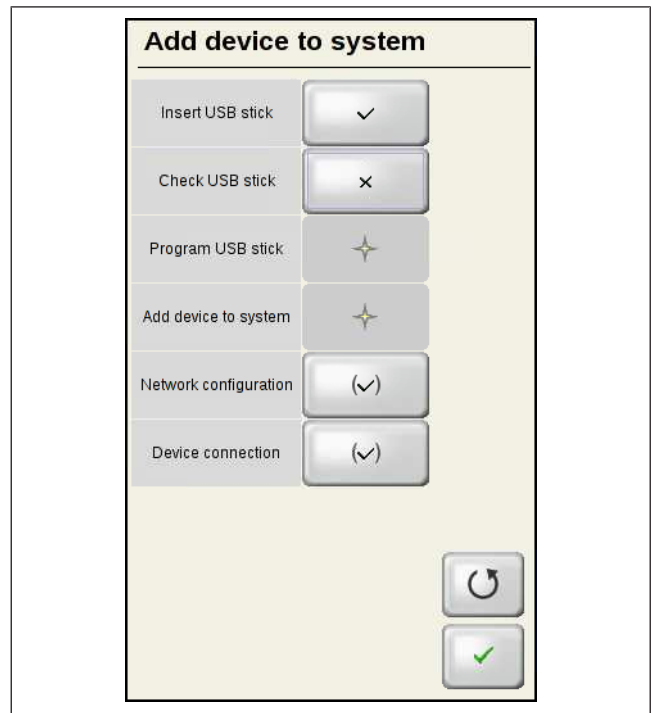 Add device to system
Insert USB stick
Check USB stick
Program USB stick
Add device to system
Network configuration
Device connection